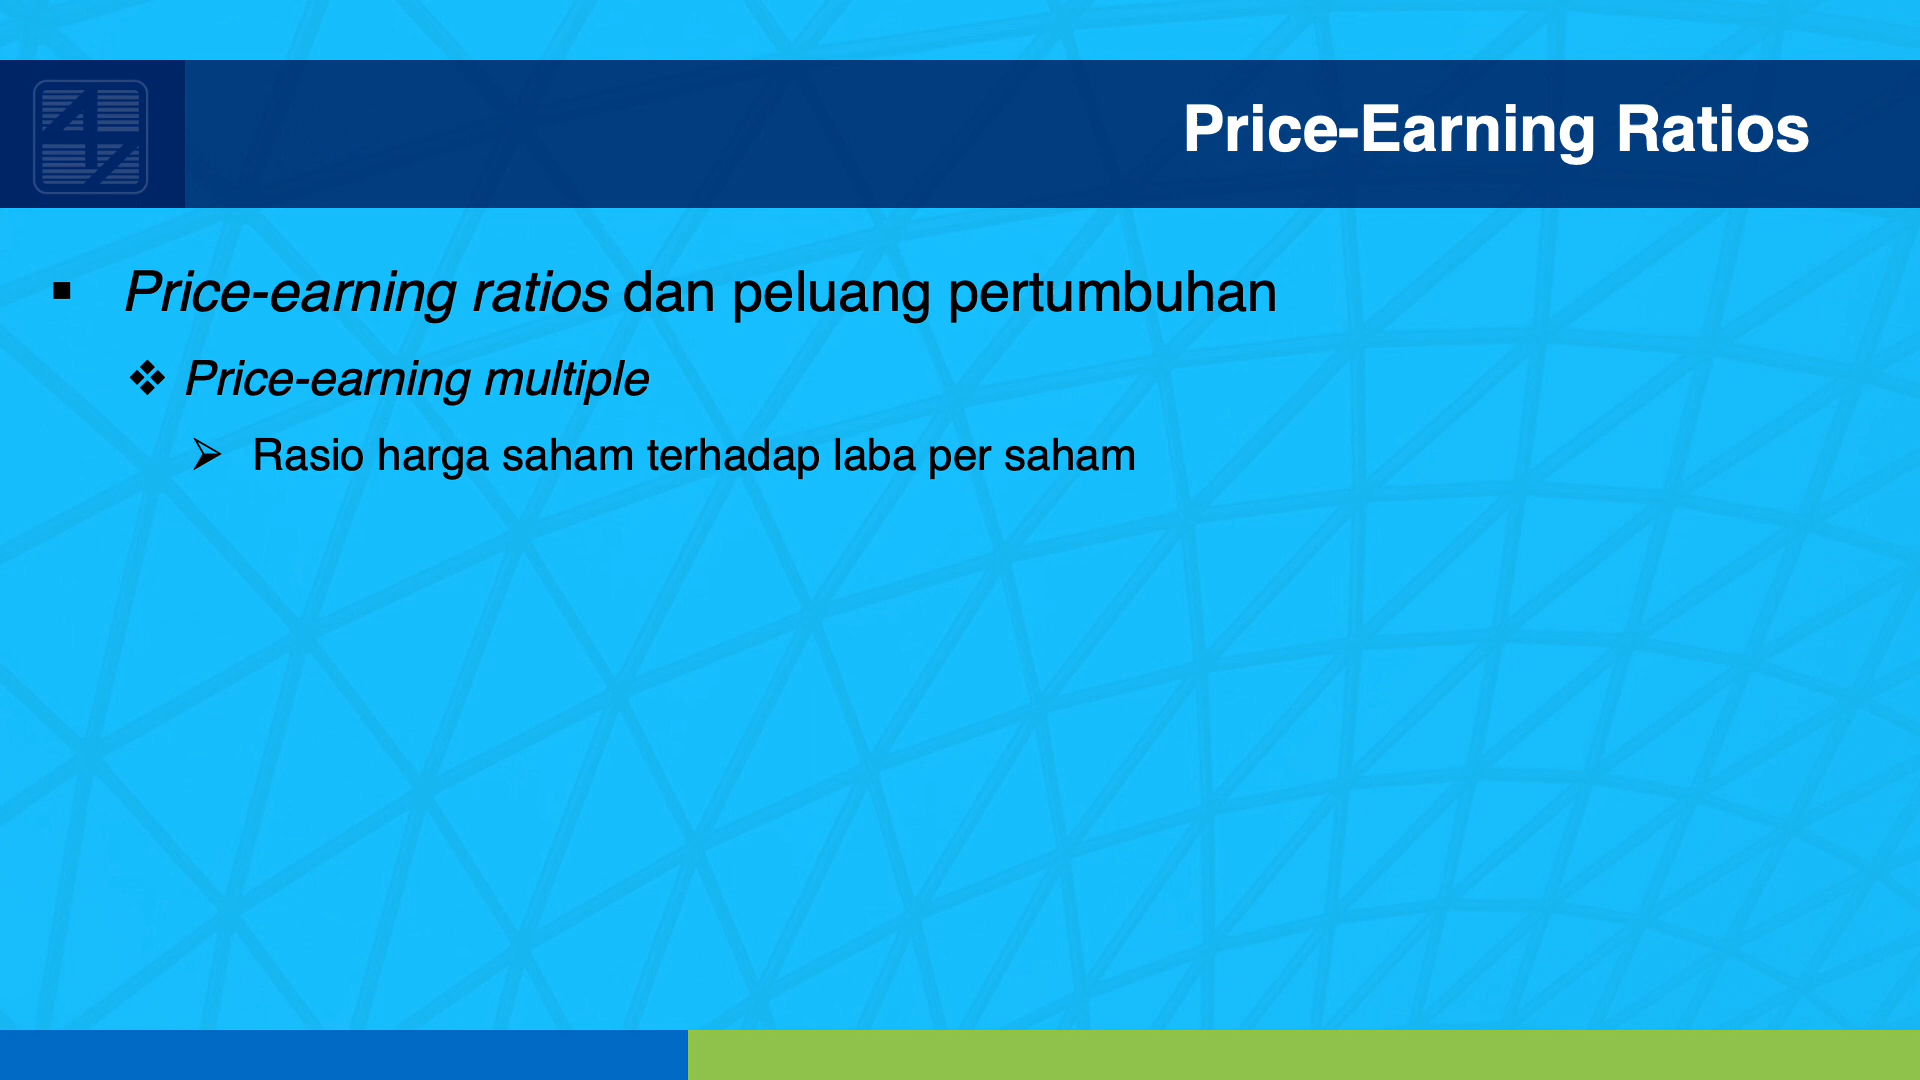 Price-Earning Ratios
▪ Price-earning ratios dan peluang pertumbuhan
❖ Price-earning multiple
➢ Rasio harga saham terhadap laba per saham